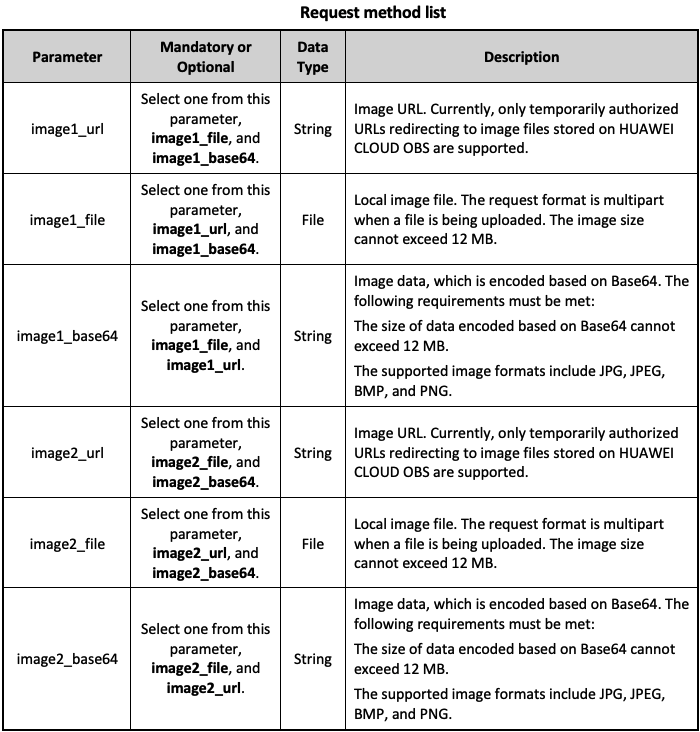 Request method list
Parameter
Mandatory or
Optional
Data
Type
Description
image1_url
Select one from this
parameter,
image1_file, and
image1_base64.
String
Image URL. Currently, only temporarily authorized
URLs redirecting to image files stored on HUAWEI
CLOUD OBS are supported.
image1_file
Select one from this
parameter,
image1_url, and
image1_base64.
File
Local image file. The request format is multipart
when a file is being uploaded. The image size
cannot exceed 12 MB.
image1_base64
Select one from this
parameter,
image1_file, and
image1_url.
String
Image data, which is encoded based on Base64. The
following requirements must be met:
The size of data encoded based on Base64 cannot
exceed 12 MB.
The supported image formats include JPG, JPEG,
BMP, and PNG.
image2_url
Select one from this
parameter,
image2_file, and
image2_base64.
String
Image URL. Currently, only temporarily authorized
URLs redirecting to image files stored on HUAWEI
CLOUD OBS are supported.
image2_file
Select one from this
parameter,
image2_url, and
image2_base64.
File
Local image file. The request format is multipart
when a file is being uploaded. The image size
cannot exceed 12 MB.
image2_base64
Select one from this
parameter,
image2_file, and
image2_url.
String
Image data, which is encoded based on Base64. The
following requirements must be met:
The size of data encoded based on Base64 cannot
exceed 12 MB.
The supported image formats include JPG, JPEG,
BMP, and PNG.